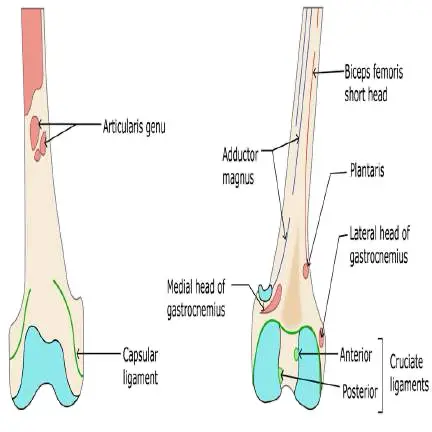 Articularis genu
Capsular
ligament
Biceps femoris
short head
Adductor
magnus
Plantaris
Lateral head of
gastrocnemius
Medial head of
gastrocnemius
Anterior
Posterior
Cruciate
ligaments